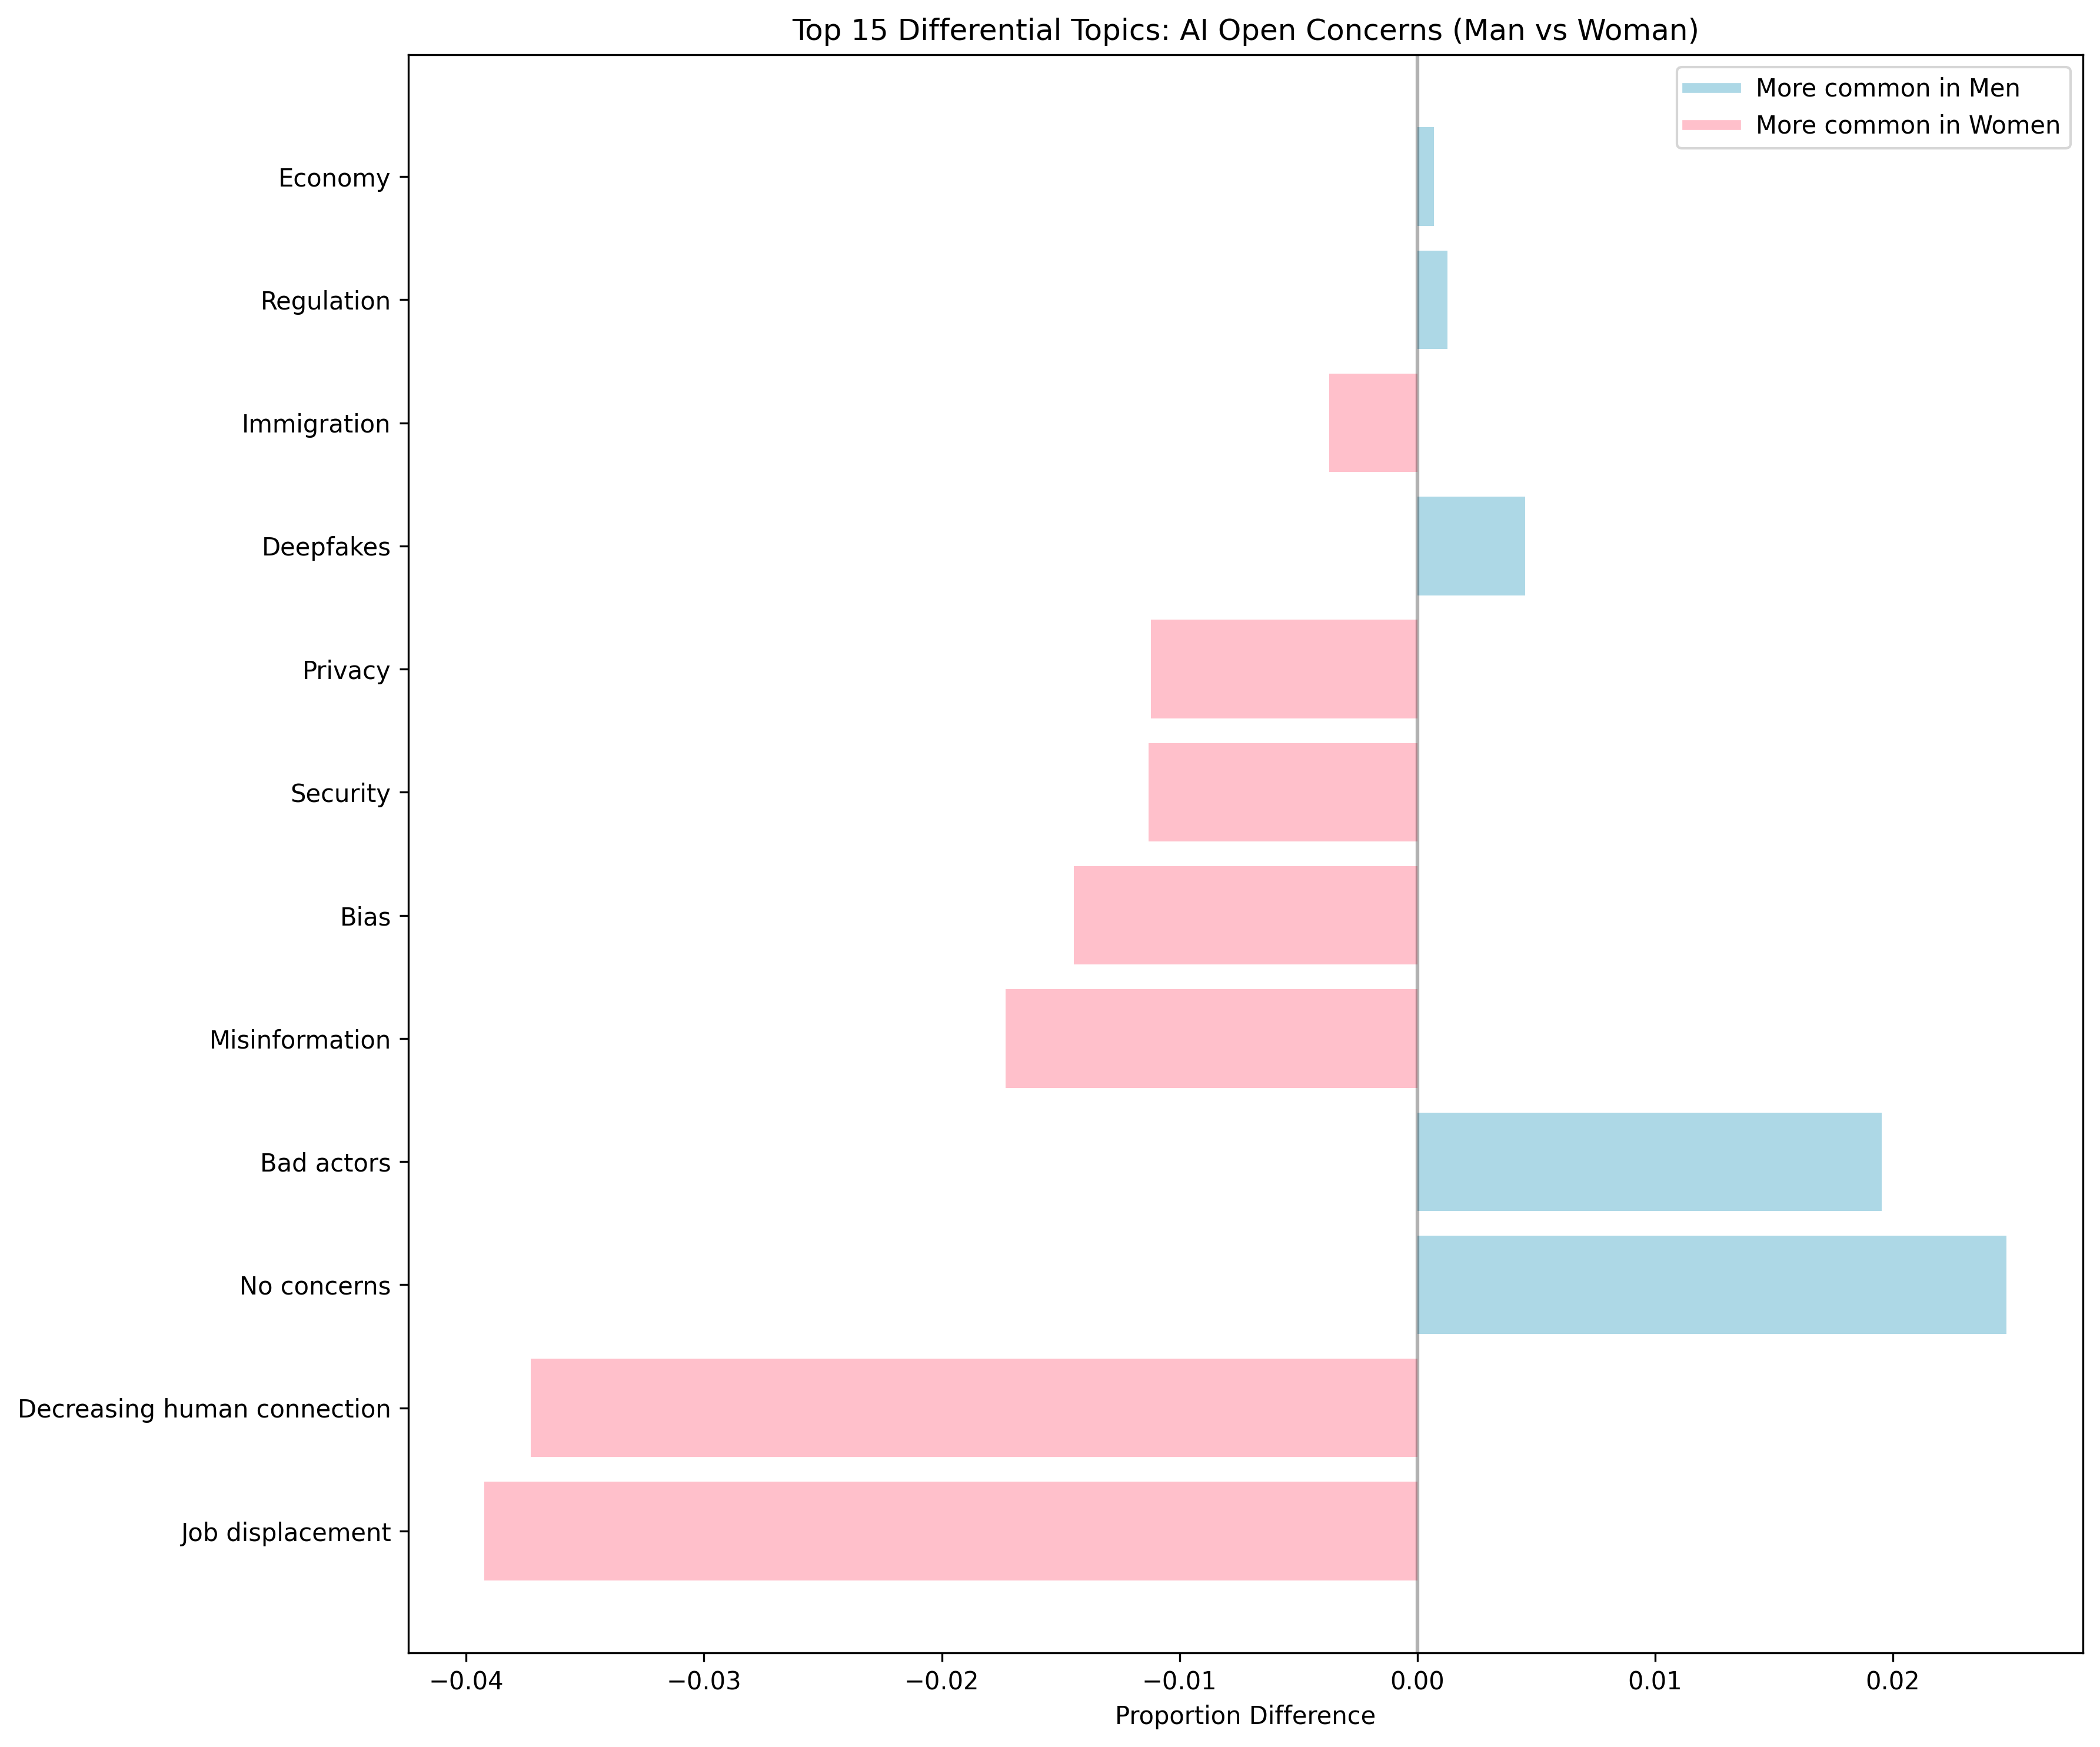 Top 15 Differential Topics: AI Open Concerns (Man vs Woman)
More common in Men
More common in Women
Economy
Regulation
Immigration
Deepfakes
Privacy
Security
Bias
Misinformation
Bad actors
No concerns
Decreasing human connection
Job displacement
−0.04 −0.03 −0.02 −0.01 0.00 0.01 0.02
Proportion Difference